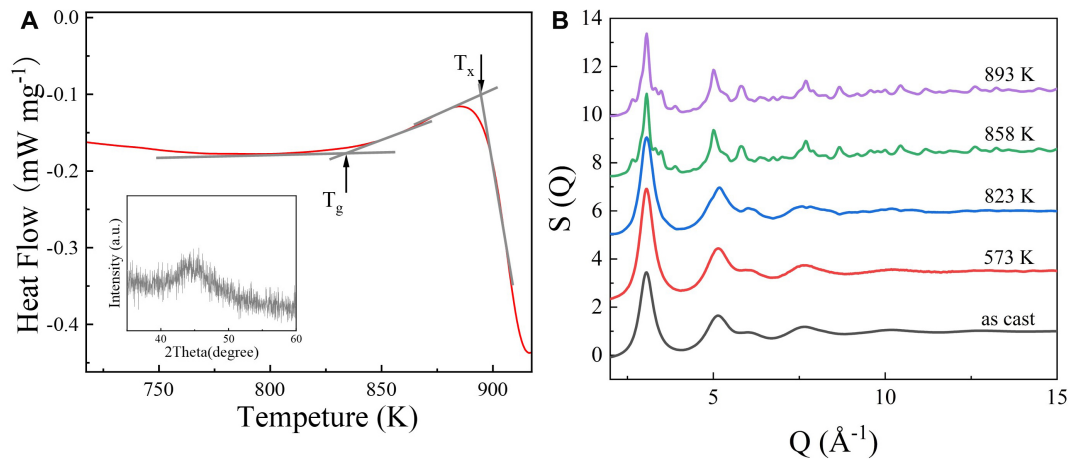 A
Heat Flow (mW mg-1)
0.0
-0.1
-0.2
-0.3
-0.4
Tx
Tg
Intensity (a.u.)
40 50 60
2Theta(degree)
750 800 850 900
Tempeture (K)
B
S (Q)
14
12
10
8
6
4
2
0
893 K
858 K
823 K
573 K
as cast
5 10 15
Q (Å-1)